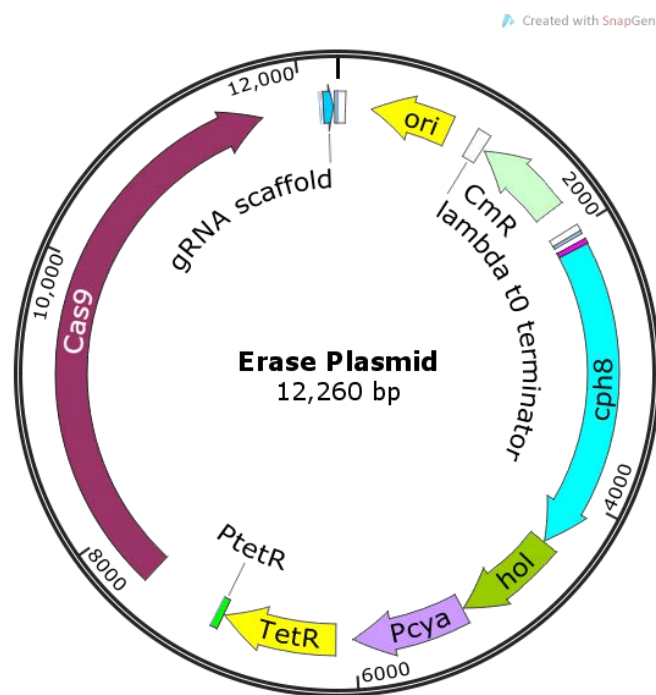 Created with SnapGen
12,000
ori
gRNA scaffold
CmR
2000
lambda t0 terminator
10,000
Cas9
Erase Plasmid
12,260 bp
cph8
4000
hol
8000
PtetR
TetR
Pcya
6000